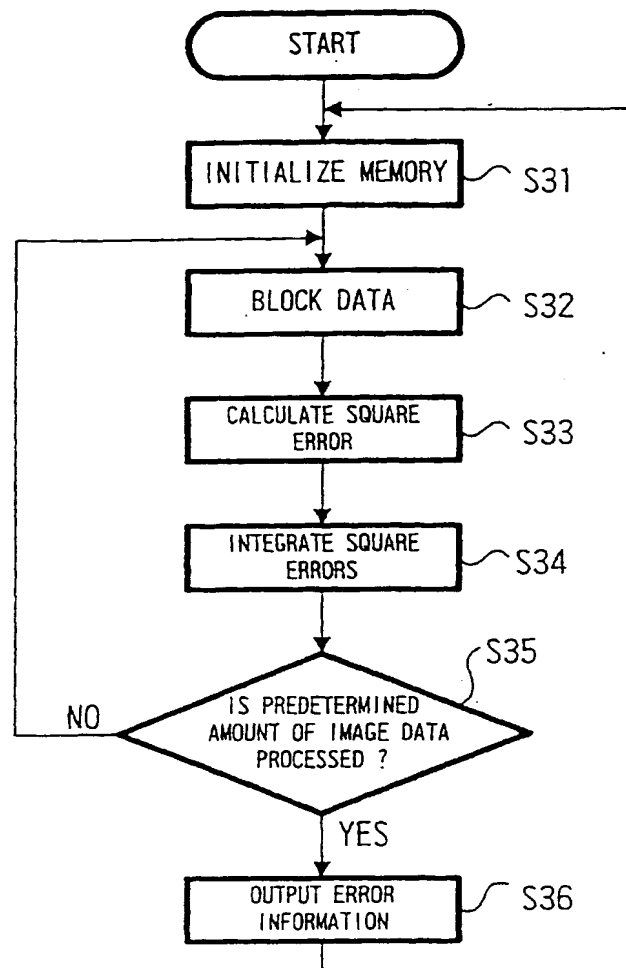 START
INITIALIZE MEMORY
S31
BLOCK DATA
S32
CALCULATE SQUARE
ERROR
S33
INTEGRATE SQUARE
ERRORS
S34
S35
IS PREDETERMINED
AMOUNT OF IMAGE DATA
PROCESSED ?
NO
YES
OUTPUT ERROR
INFORMATION
S36